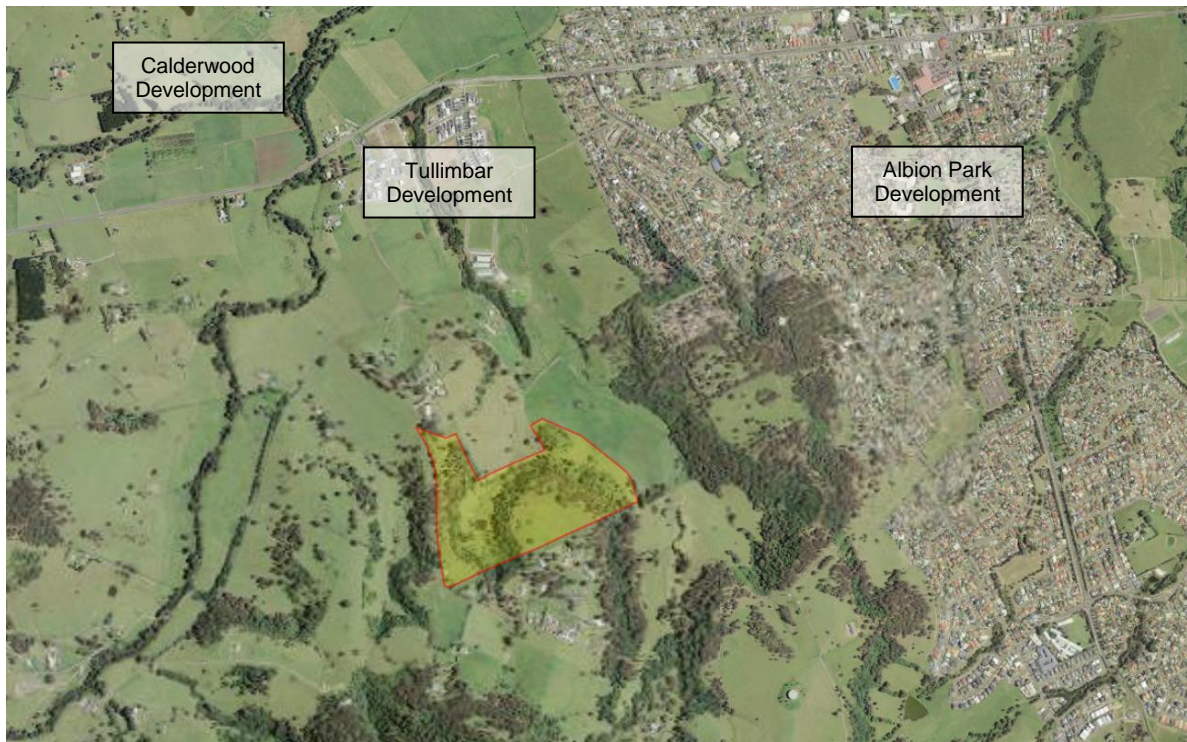 Calderwood
Development
Tullimbar
Development
Albion Park
Development